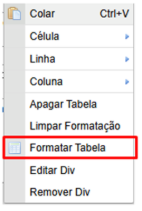 Colar Ctrl+V
Célula
Linha
Coluna
Apagar Tabela
Limpar Formatação
Formatar Tabela
Editar Div
Remover Div